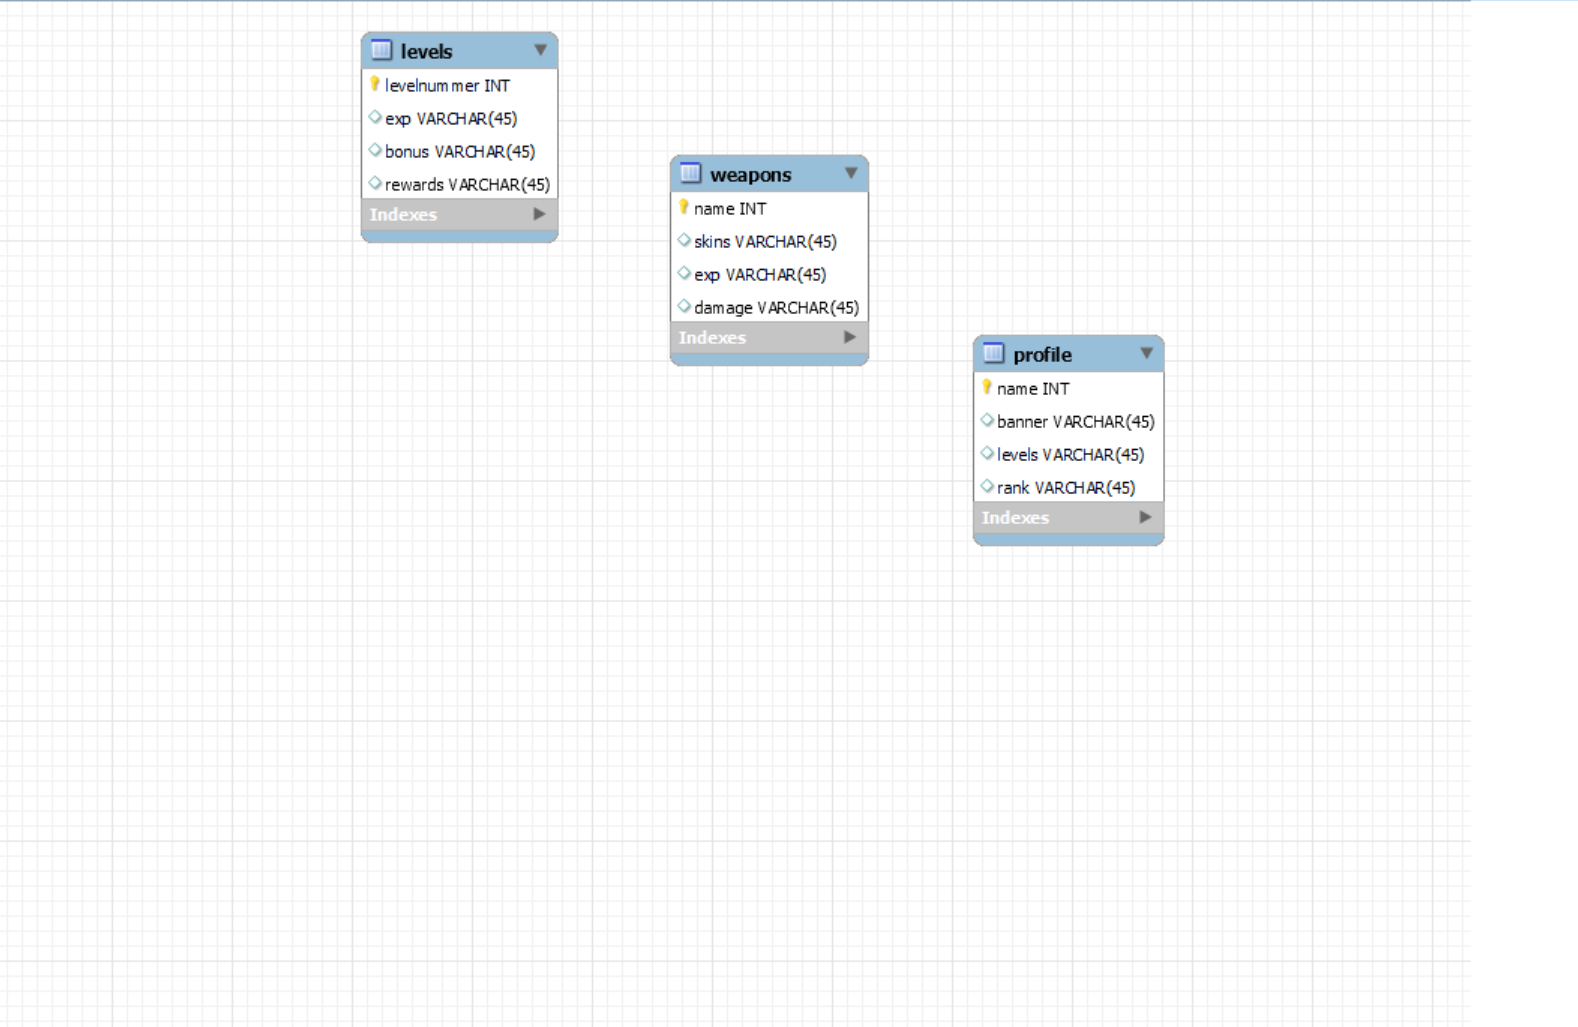 levels
levelnummer INT
exp VARCHAR(45)
bonus VARCHAR(45)
rewards VARCHAR(45)
Indexes
weapons
name INT
skins VARCHAR(45)
exp VARCHAR(45)
damage VARCHAR(45)
Indexes
profile
name INT
banner VARCHAR(45)
levels VARCHAR(45)
rank VARCHAR(45)
Indexes